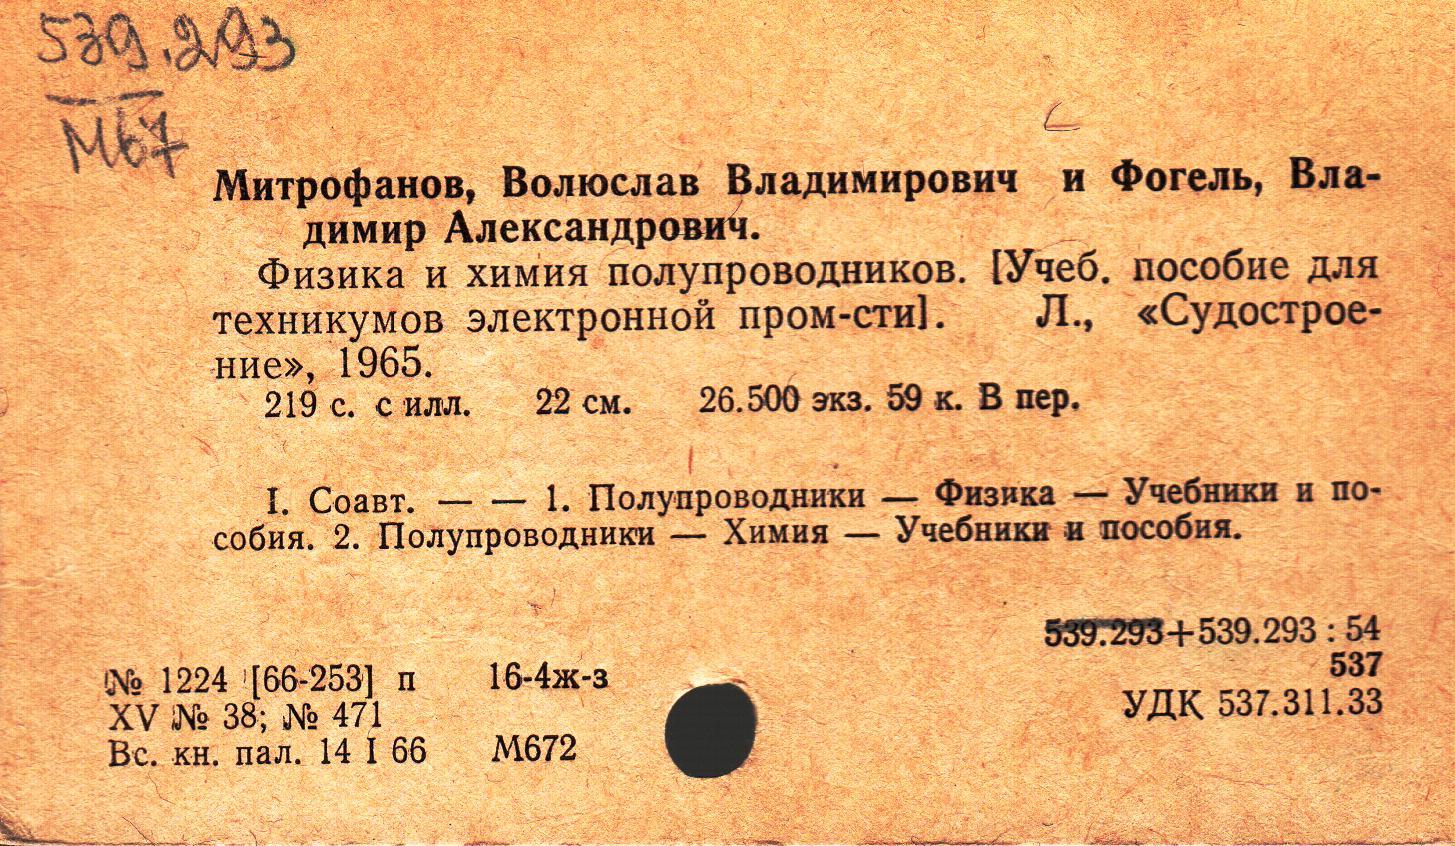 539.293
М67
Митрофанов, Волюслав Владимирович и Фогель, Вла-
димир Александрович.
Физика и химия полупроводников. [Учеб. пособие для
техникумов электронной пром-сти]. Л., «Судострое-
ние», 1965.
219 с. с илл. 22 см. 26.500 экз. 59 к. В пер.
I. Соавт. — — 1. Полупроводники — Физика — Учебники и по-
собия. 2. Полупроводники — Химия — Учебники и пособия.
539.293+539.293 : 54
537
УДК 537.311.33
№ 1224 [66-253] п 16-4ж-з
XV № 38; № 471
Вс. кн. пал. 14 I 66 М672